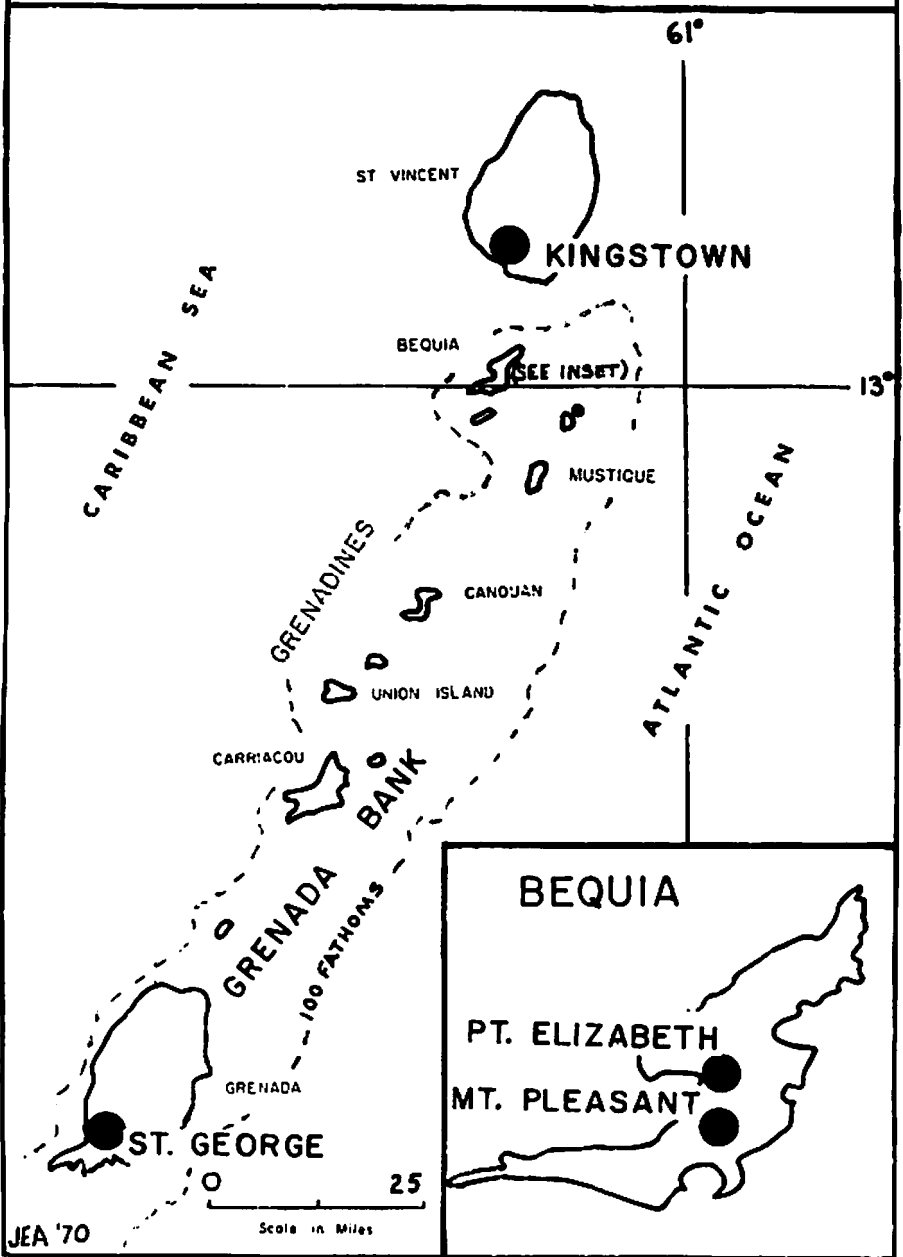 61°
ST VINCENT
KINGSTOWN
CARIBBEAN SEA
BEQUIA
(SEE INSET)
13°
MUSTIQUE
ATLANTIC OCEAN
GRENADINES
CANOUAN
UNION ISLAND
CARRIACOU
GRENADA BANK
100 FATHOMS
GRENADA
ST. GEORGE
0 25
Scale in Miles
JEA '70
BEQUIA
PT. ELIZABETH
MT. PLEASANT